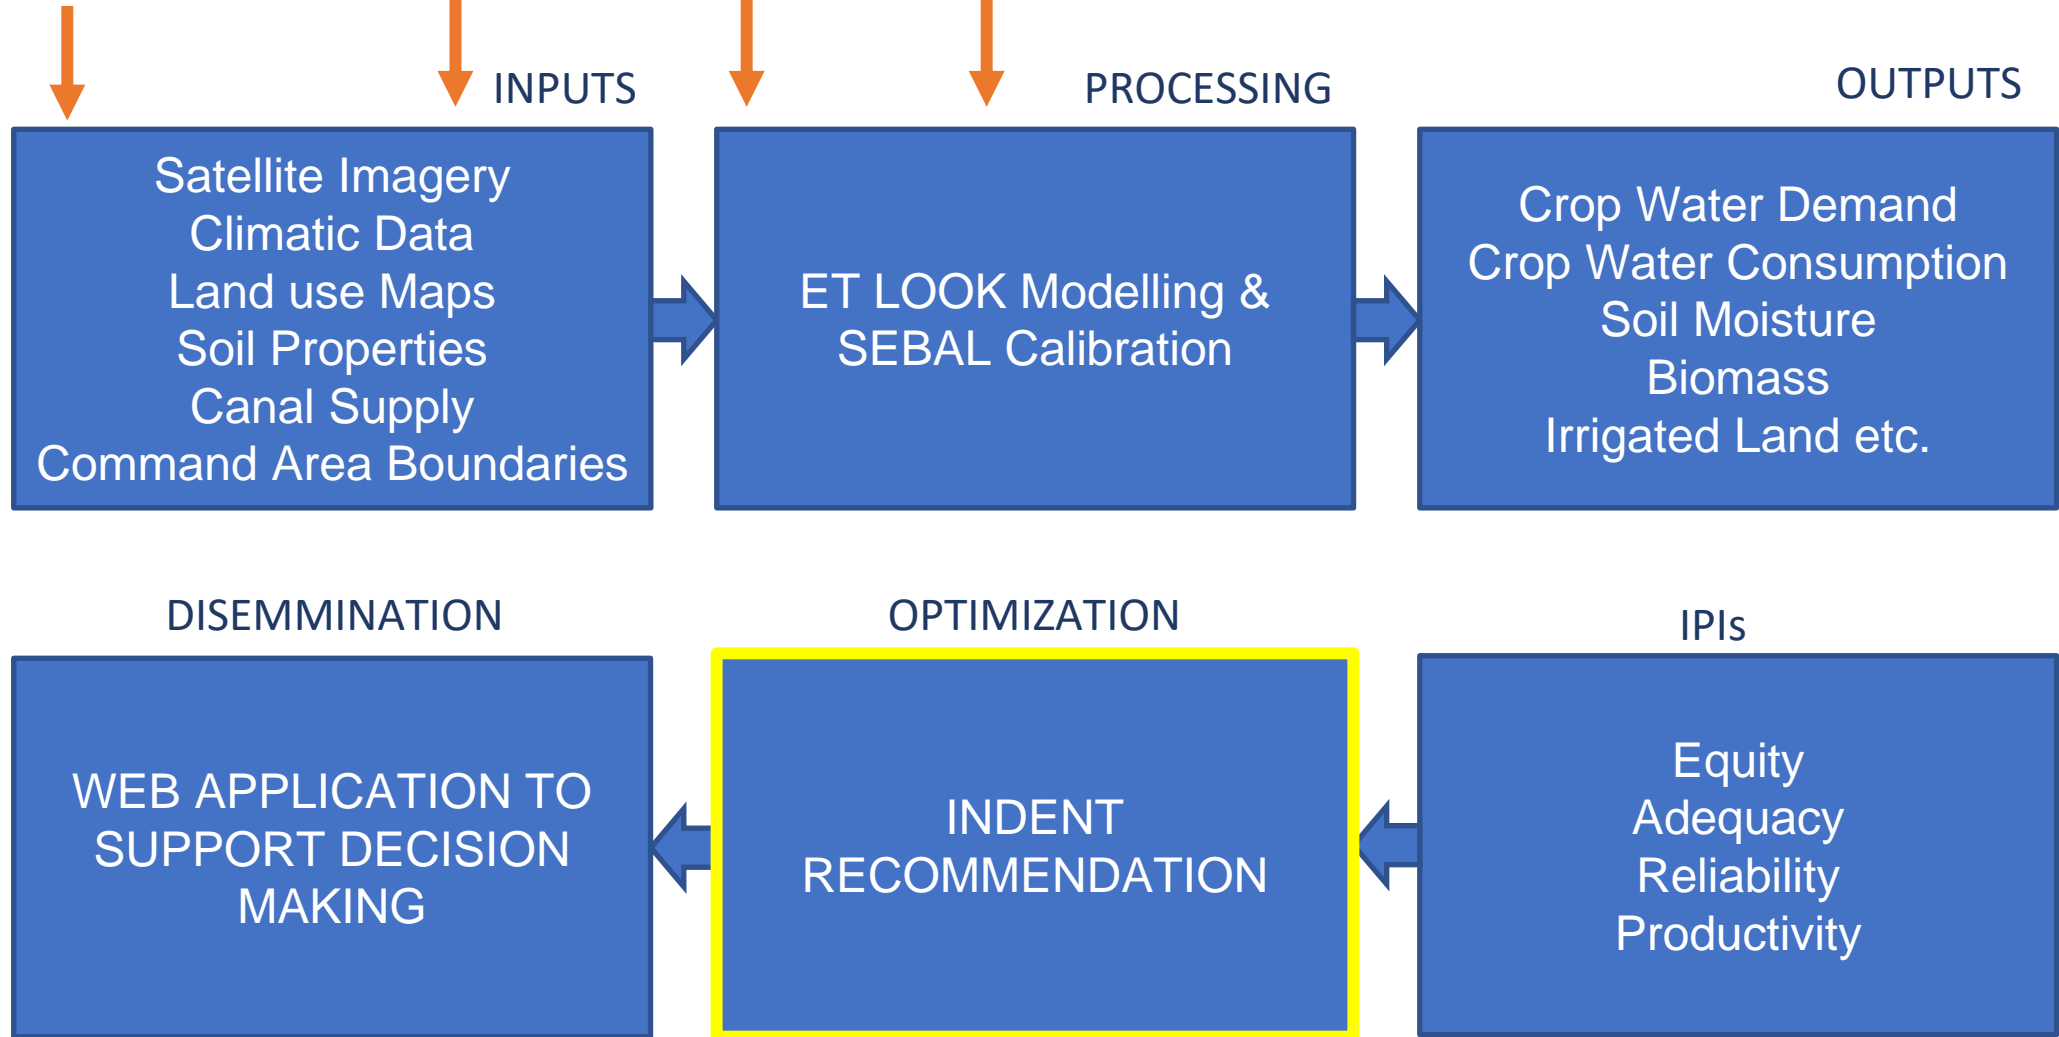 INPUTS
Satellite Imagery
Climatic Data
Land use Maps
Soil Properties
Canal Supply
Command Area Boundaries
PROCESSING
ET LOOK Modelling &
SEBAL Calibration
OUTPUTS
Crop Water Demand
Crop Water Consumption
Soil Moisture
Biomass
Irrigated Land etc.
IPIs
Equity
Adequacy
Reliability
Productivity
OPTIMIZATION
INDENT
RECOMMENDATION
DISEMMINATION
WEB APPLICATION TO
SUPPORT DECISION
MAKING